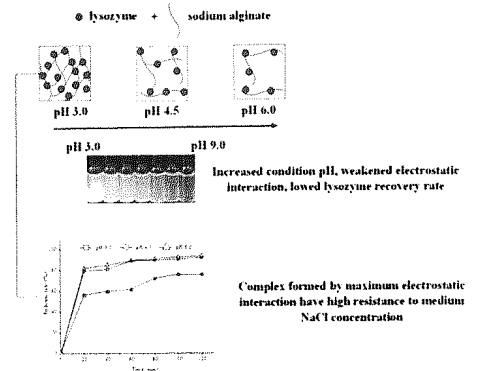 lysozyme + sodium alginate
pH 3.0 pH 4.5 pH 6.0
pH 3.0 pH 9.0
Increased condition pH, weakened electrostatic
interaction, lowed lysozyme recovery rate
Complex formed by maximum electrostatic
interaction have high resistance to medium
NaCl concentration